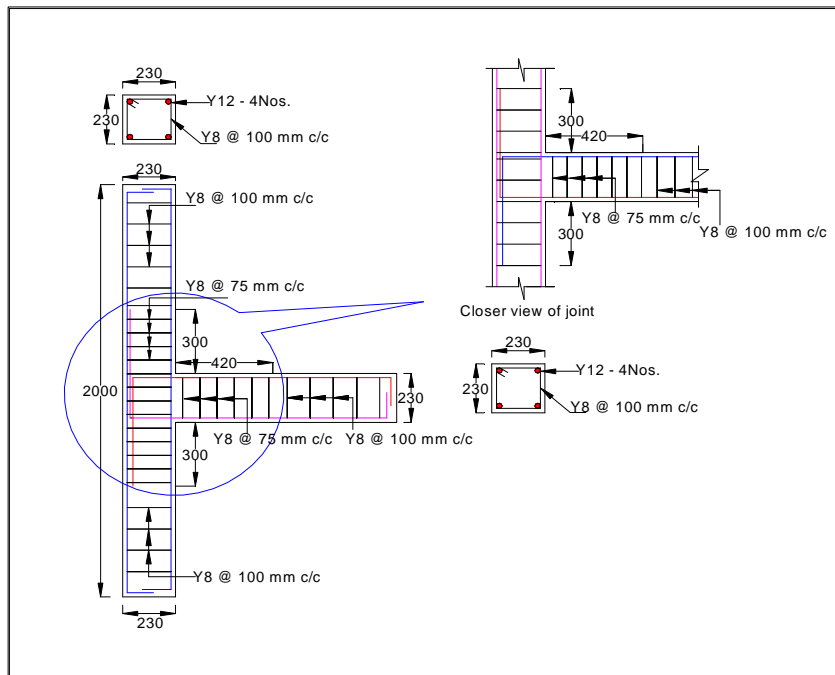 230
230
Y12 - 4Nos.
Y8 @ 100 mm c/c
230
Y8 @ 100 mm c/c
Y8 @ 75 mm c/c
300
420
2000
230
Y8 @ 75 mm c/c
Y8 @ 100 mm c/c
300
Y8 @ 100 mm c/c
230
300
420
Y8 @ 75 mm c/c
Y8 @ 100 mm c/c
300
Closer view of joint
230
230
Y12 - 4Nos.
Y8 @ 100 mm c/c